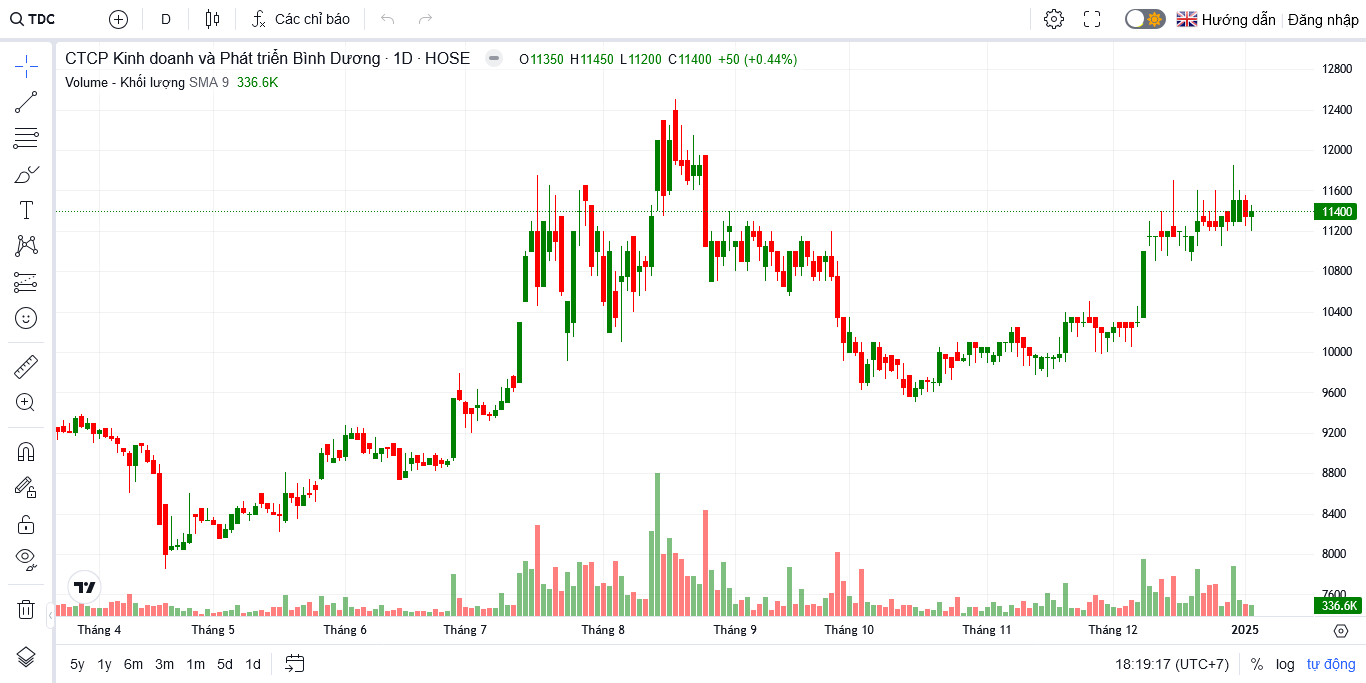 TDC D Các chỉ báo Hướng dẫn Đăng nhập
CTCP Kinh doanh và Phát triển Bình Dương · 1D · HOSE O11350 H11450 L11200 C11400 +50 (+0.44%)
Volume - Khối lượng SMA 9 336.6K
12800
12400
12000
11600
11400
11200
10800
10400
10000
9600
9200
8800
8400
8000
7600
336.6K
Tháng 4 Tháng 5 Tháng 6 Tháng 7 Tháng 8 Tháng 9 Tháng 10 Tháng 11 Tháng 12 2025
5y 1y 6m 3m 1m 5d 1d 18:19:17 (UTC+7) % log tự động